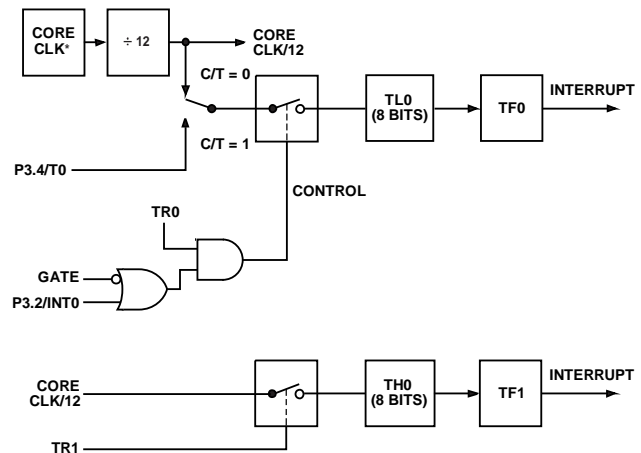 CORE
CLK*
÷ 12
CORE
CLK/12
C/T = 0
C/T = 1
TL0
(8 BITS)
TF0
INTERRUPT
P3.4/T0
CONTROL
TR0
GATE
P3.2/INT0
CORE
CLK/12
TH0
(8 BITS)
TF1
INTERRUPT
TR1